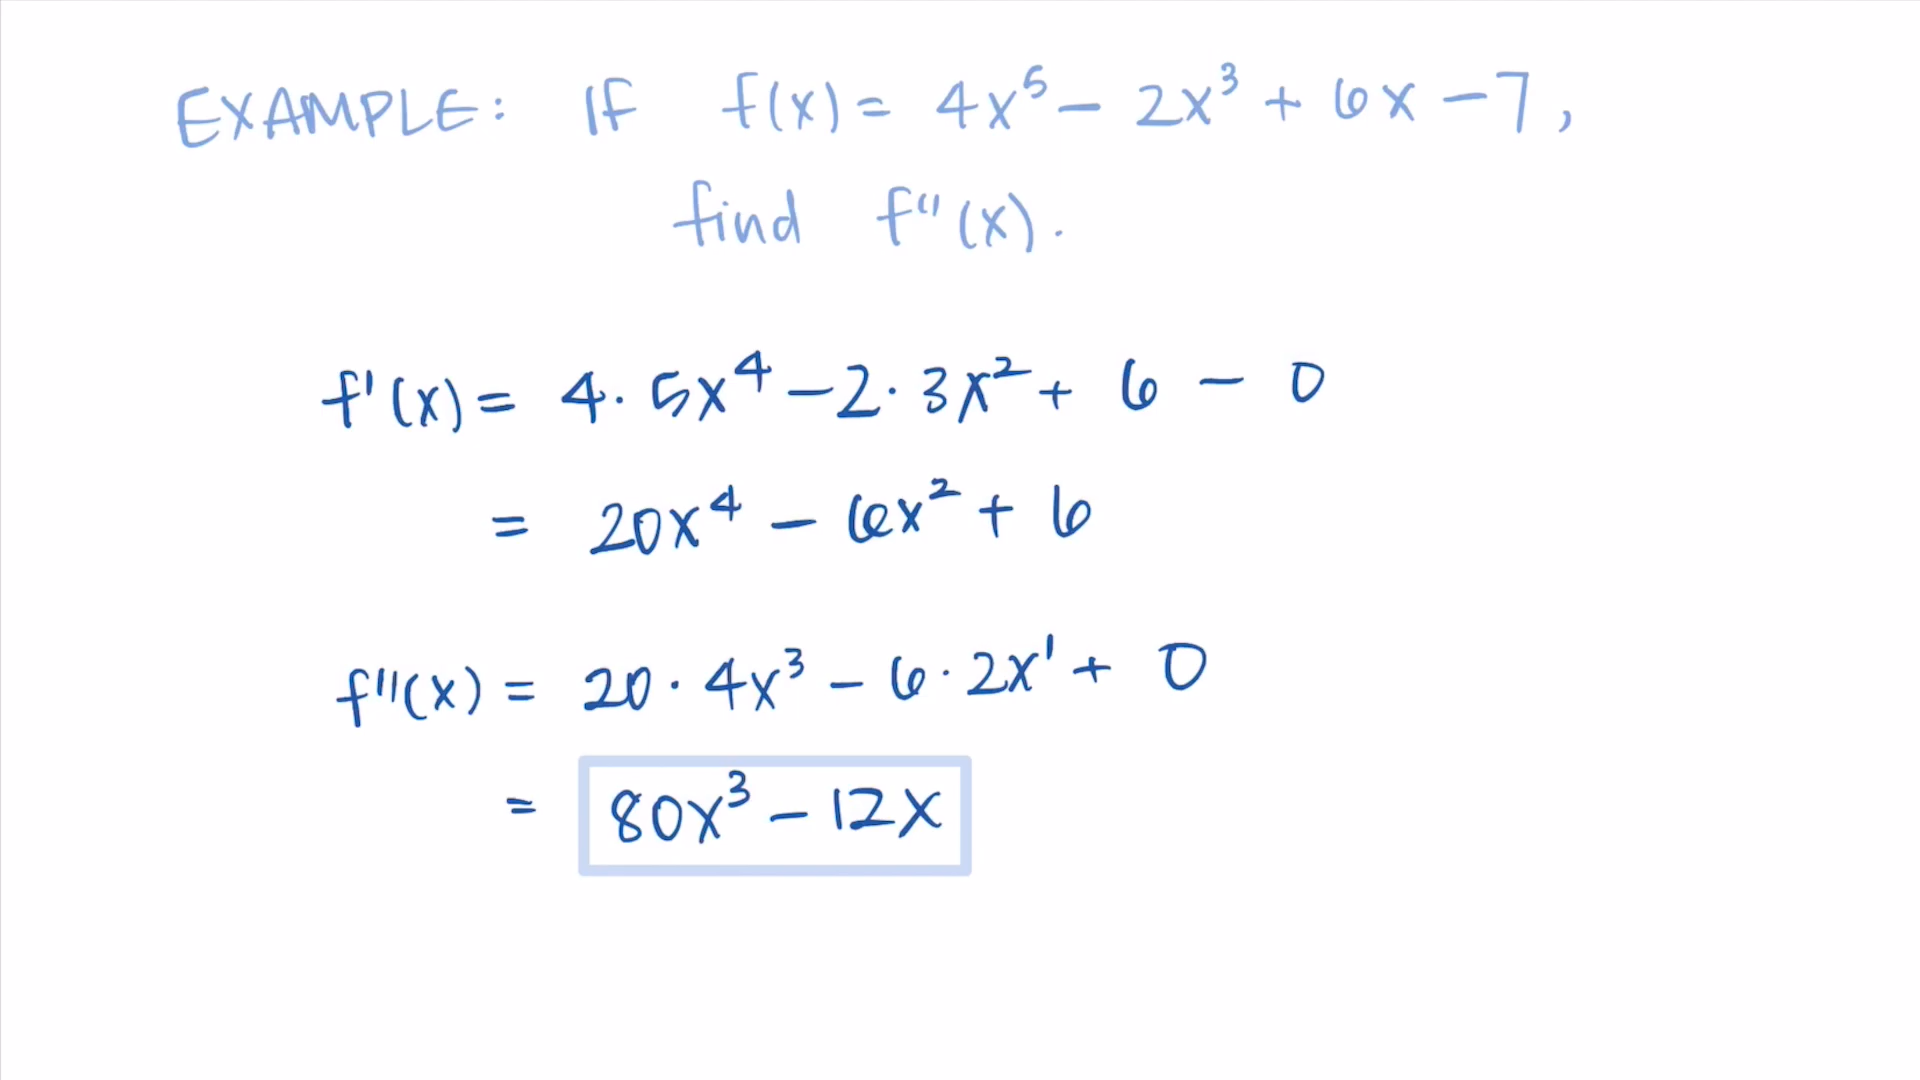 EXAMPLE: If f(x) = 4x⁵ − 2x³ + 6x − 7,
find f''(x).
f'(x) = 4 · 5x⁴ − 2 · 3x² + 6 − 0
= 20x⁴ − 6x² + 6
f''(x) = 20 · 4x³ − 6 · 2x¹ + 0
= 80x³ − 12x